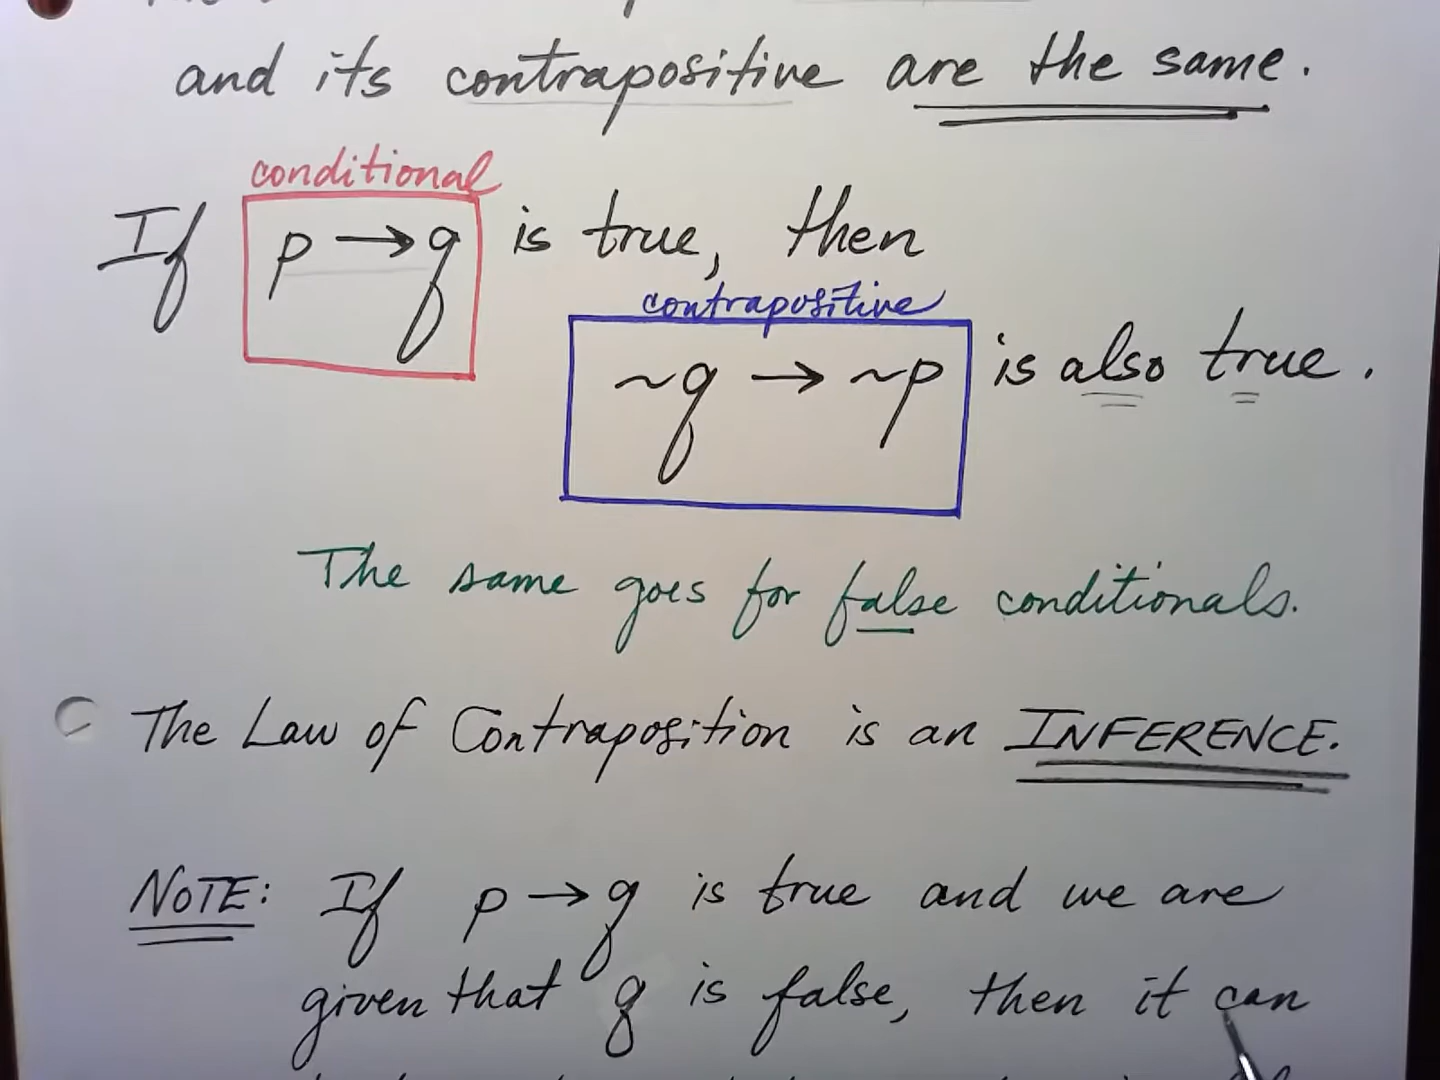 and its contrapositive are the same.
conditional
If p → q is true, then
contrapositive
~q → ~p is also true.
The same goes for false conditionals.
The Law of Contraposition is an INFERENCE.
NOTE: If p → q is true and we are
given that q is false, then it can